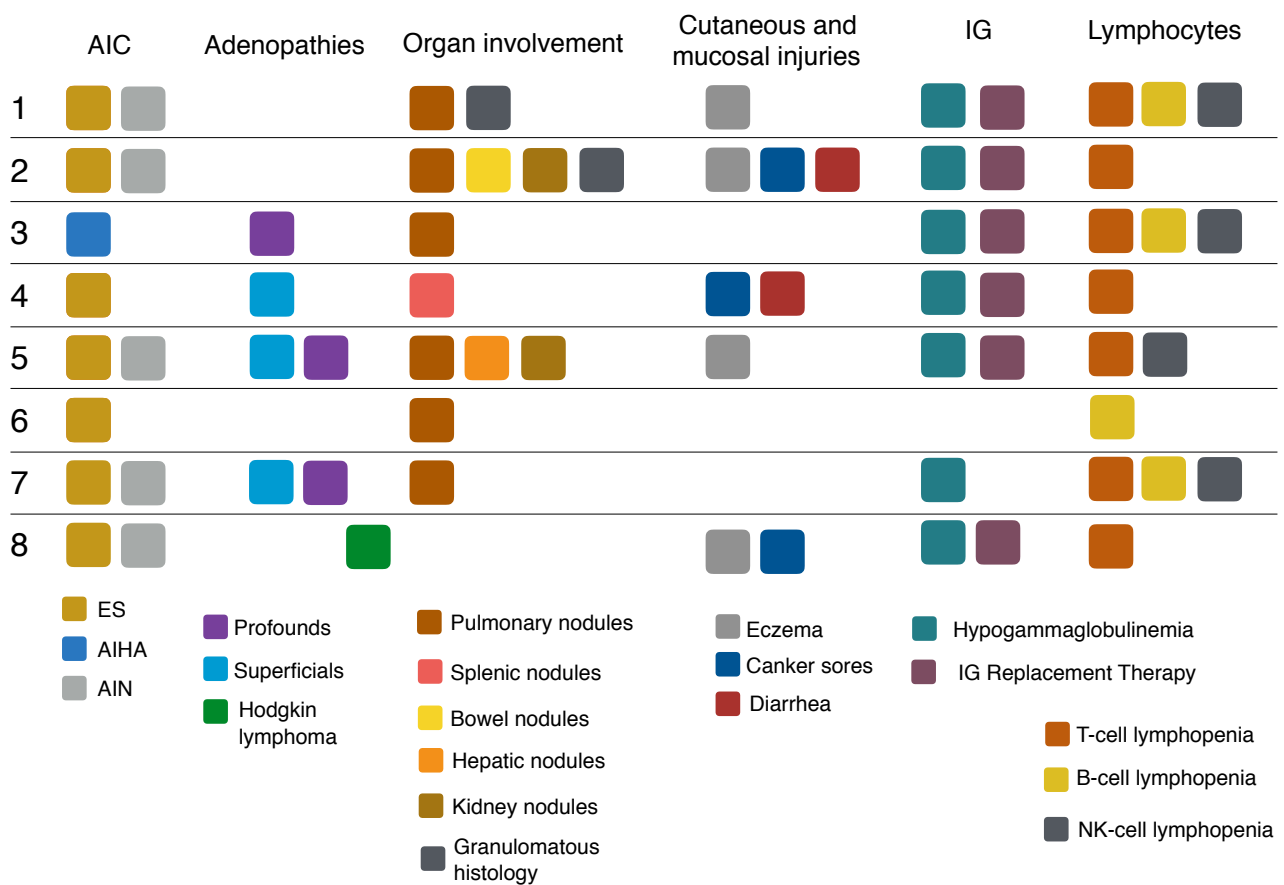 AIC
Adenopathies
Organ involvement
Cutaneous and
mucosal injuries
IG
Lymphocytes
1
2
3
4
5
6
7
8
ES
AIHA
AIN
Profounds
Superficials
Hodgkin
lymphoma
Pulmonary nodules
Splenic nodules
Bowel nodules
Hepatic nodules
Kidney nodules
Granulomatous
histology
Eczema
Canker sores
Diarrhea
Hypogammaglobulinemia
IG Replacement Therapy
T-cell lymphopenia
B-cell lymphopenia
NK-cell lymphopenia